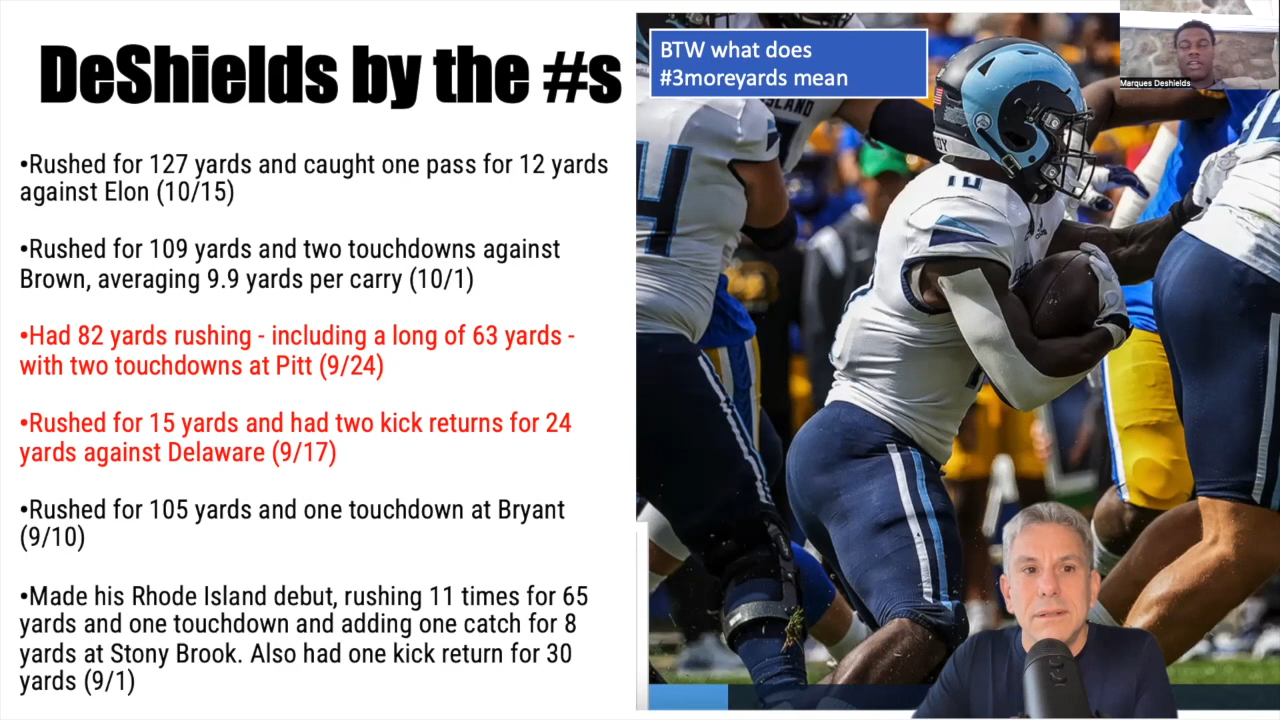 DeShields by the #s
BTW what does
#3moreyards mean
Marques Deshields
•Rushed for 127 yards and caught one pass for 12 yards
against Elon (10/15)
•Rushed for 109 yards and two touchdowns against
Brown, averaging 9.9 yards per carry (10/1)
•Had 82 yards rushing - including a long of 63 yards -
with two touchdowns at Pitt (9/24)
•Rushed for 15 yards and had two kick returns for 24
yards against Delaware (9/17)
•Rushed for 105 yards and one touchdown at Bryant
(9/10)
•Made his Rhode Island debut, rushing 11 times for 65
yards and one touchdown and adding one catch for 8
yards at Stony Brook. Also had one kick return for 30
yards (9/1)
ISLAND
10